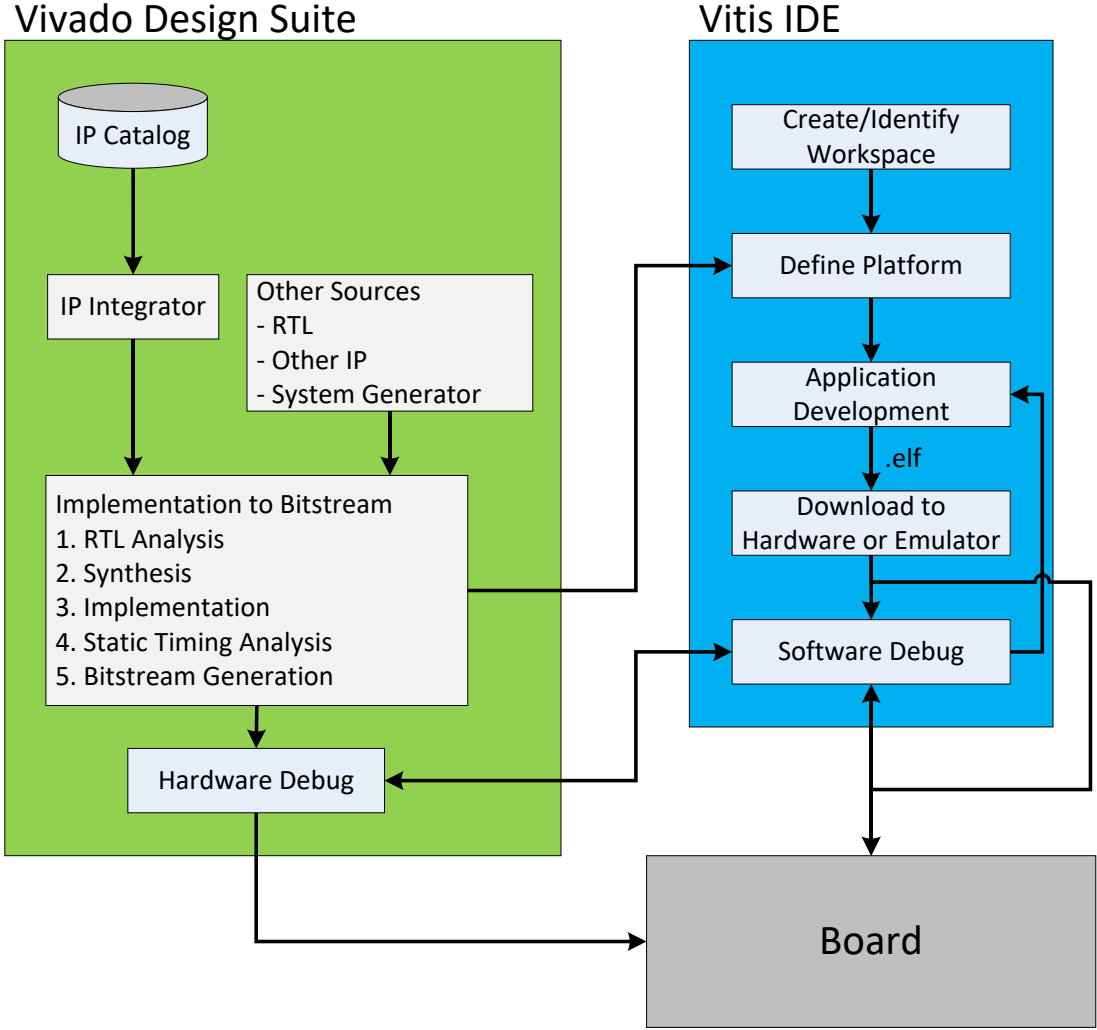 Vivado Design Suite
IP Catalog
IP Integrator
Other Sources
- RTL
- Other IP
- System Generator
Implementation to Bitstream
1. RTL Analysis
2. Synthesis
3. Implementation
4. Static Timing Analysis
5. Bitstream Generation
Hardware Debug
Vitis IDE
Create/Identify
Workspace
Define Platform
Application
Development
.elf
Download to
Hardware or Emulator
Software Debug
Board